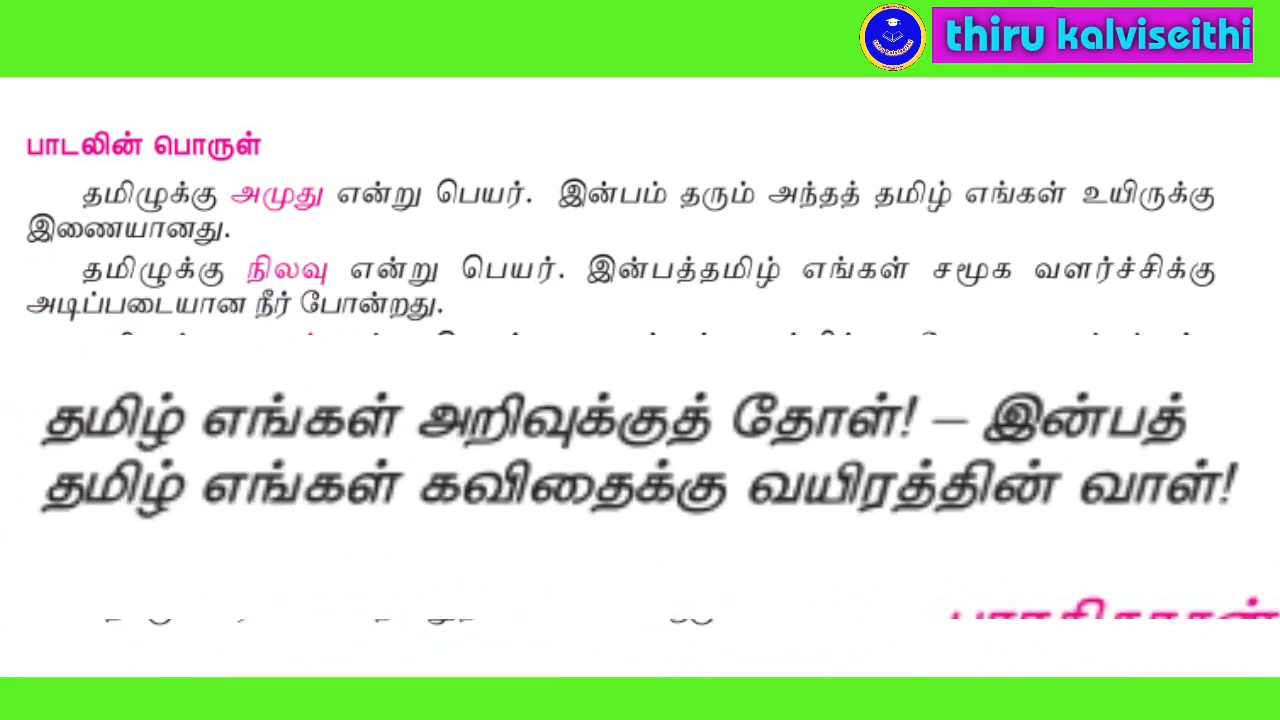 thiru kalviseithi
பாடலின் பொருள்
தமிழுக்கு அமுது என்று பெயர். இன்பம் தரும் அந்தத் தமிழ் எங்கள் உயிருக்கு
இணையானது.
தமிழுக்கு நிலவு என்று பெயர். இன்பத்தமிழ் எங்கள் சமூக வளர்ச்சிக்கு
அடிப்படையான நீர் போன்றது.
தமிழ் எங்கள் அறிவுக்குத் தோள்! – இன்பத்
தமிழ் எங்கள் கவிதைக்கு வயிரத்தின் வாள்!